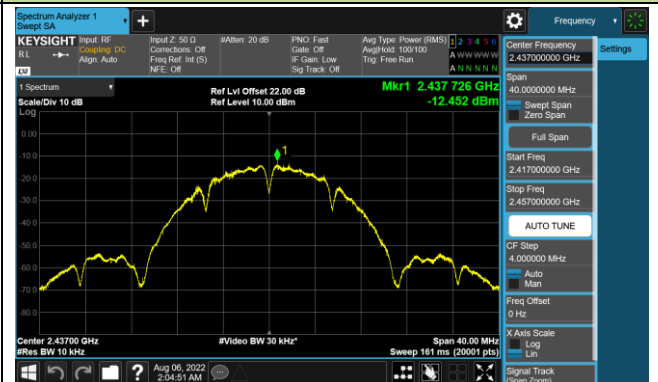 Spectrum Analyzer 1
Swept SA
+
Frequency
KEYSIGHT
Input: RF
Coupling: DC
Align: Auto
RL
LXI
Input Z: 50 Ω
Corrections: Off
Freq Ref: Int (S)
NFE: Off
#Atten: 20 dB
PNO: Fast
Gate: Off
IF Gain: Low
Sig Track: Off
Avg Type: Power (RMS)
Avg|Hold: 100/100
Trig: Free Run
1 2 3 4 5 6
A W W W W W
A N N N N N
1 Spectrum
Scale/Div 10 dB
Log
Ref Lvl Offset 22.00 dB
Ref Level 10.00 dBm
Mkr1 2.437 726 GHz
-12.452 dBm
1
0.00
-10.0
-20.0
-30.0
-40.0
-50.0
-60.0
-70.0
-80.0
Center 2.43700 GHz
#Res BW 10 kHz
#Video BW 30 kHz*
Span 40.00 MHz
Sweep 161 ms (20001 pts)
Center Frequency
2.437000000 GHz
Span
40.0000000 MHz
Swept Span
Zero Span
Full Span
Start Freq
2.417000000 GHz
Stop Freq
2.457000000 GHz
AUTO TUNE
CF Step
4.000000 MHz
Auto
Man
Freq Offset
0 Hz
X Axis Scale
Log
Lin
Signal Track
(Span Zoom)
Settings
?
Aug 06, 2022
2:04:51 AM